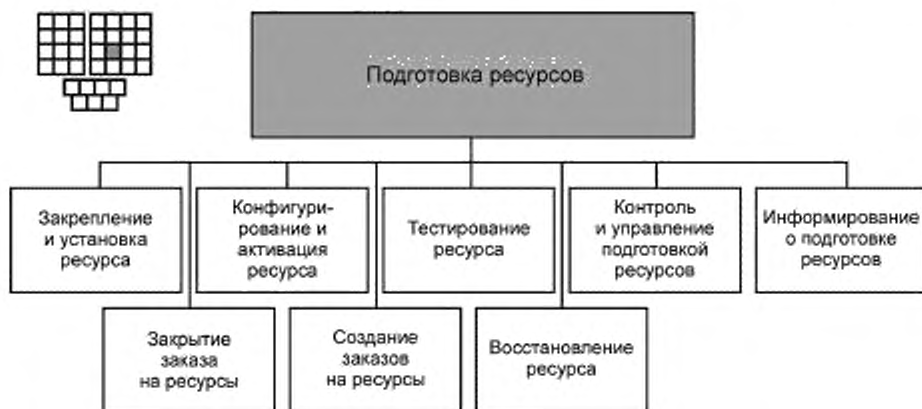 Подготовка ресурсов
Закрепление
и установка
ресурса
Конфигури-
рование и
активация
ресурса
Тестирование
ресурса
Контроль
и управление
подготовкой
ресурсов
Информирование
о подготовке
ресурсов
Закрытие
заказа
на ресурсы
Создание
заказов
на ресурсы
Восстановление
ресурса